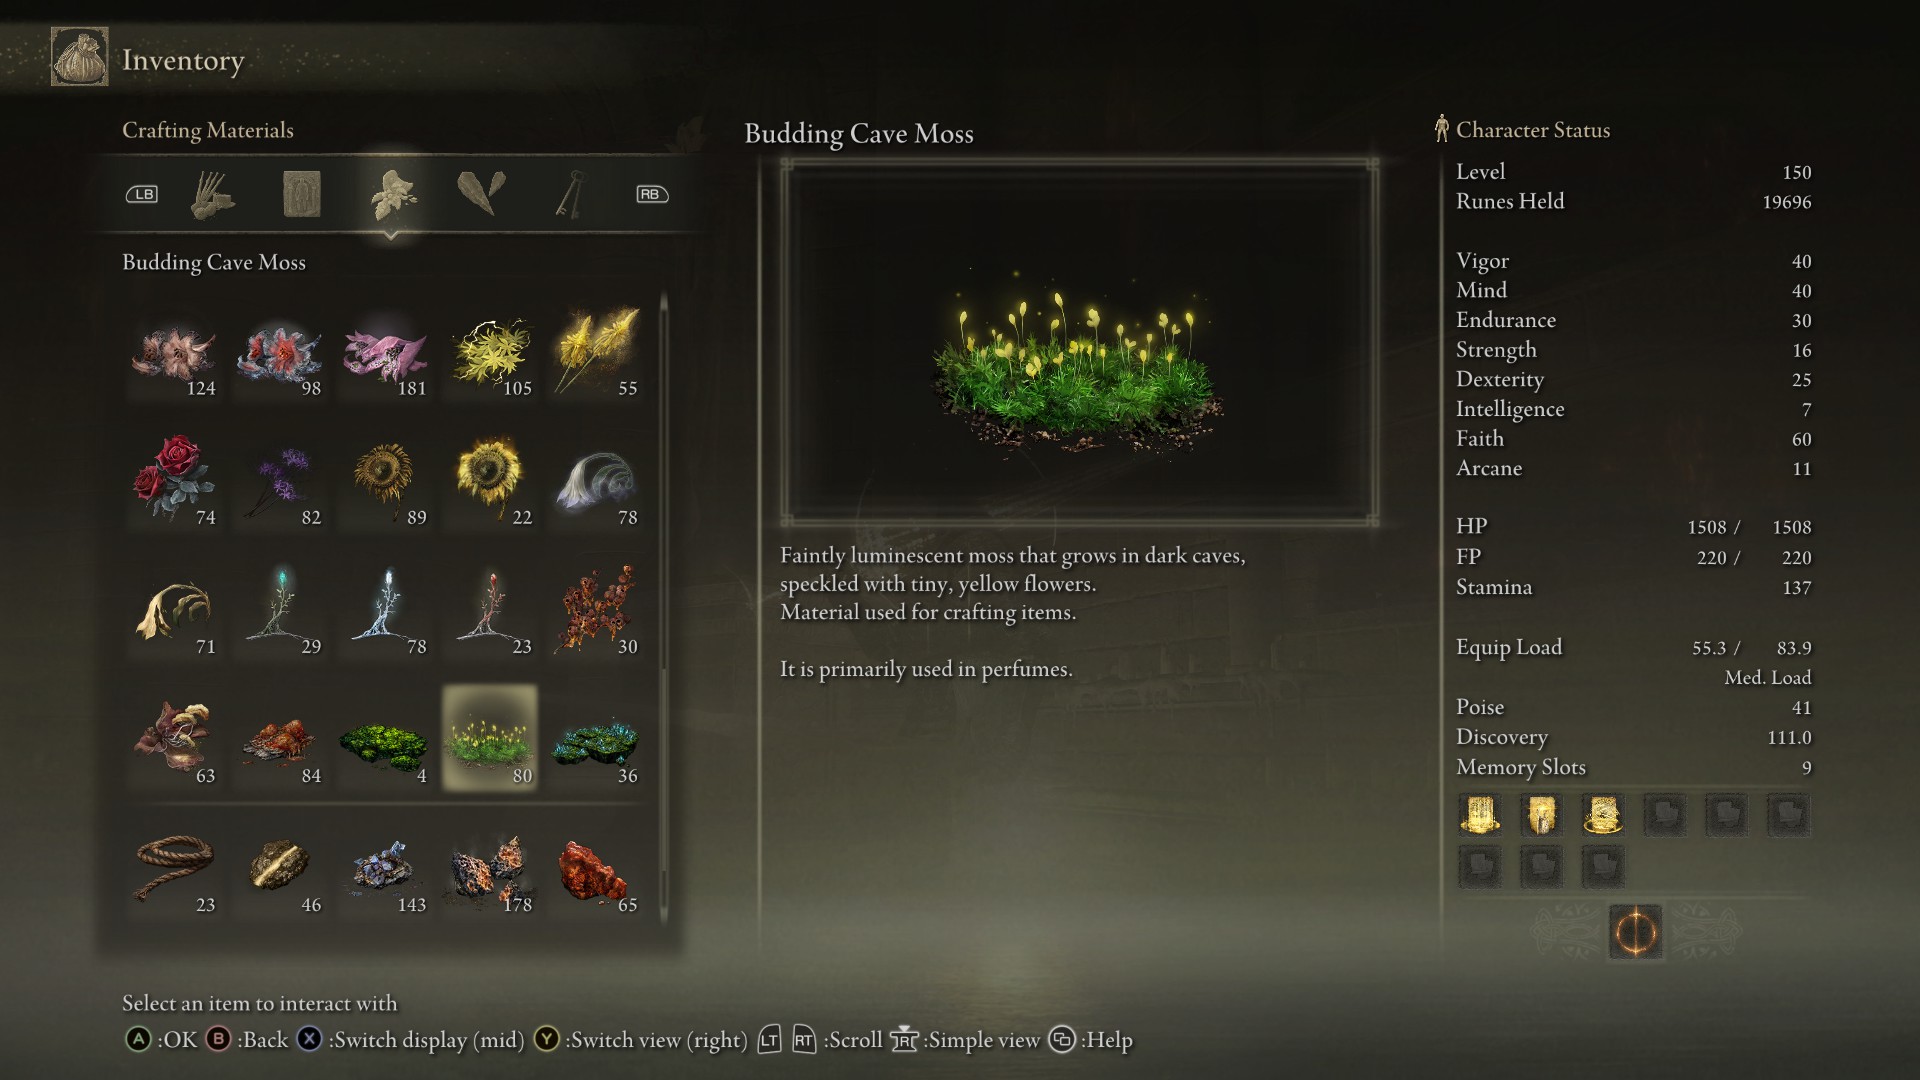 Inventory
Crafting Materials
LB
RB
Budding Cave Moss
124 98 181 105 55
74 82 89 22 78
71 29 78 23 30
63 84 4 80 36
23 46 143 178 65
Budding Cave Moss
Faintly luminescent moss that grows in dark caves,
speckled with tiny, yellow flowers.
Material used for crafting items.
It is primarily used in perfumes.
Character Status
Level 150
Runes Held 19696
Vigor 40
Mind 40
Endurance 30
Strength 16
Dexterity 25
Intelligence 7
Faith 60
Arcane 11
HP 1508 / 1508
FP 220 / 220
Stamina 137
Equip Load 55.3 / 83.9
Med. Load
Poise 41
Discovery 111.0
Memory Slots 9
Select an item to interact with
A :OK B :Back X :Switch display (mid) Y :Switch view (right) LT RT :Scroll R :Simple view :Help